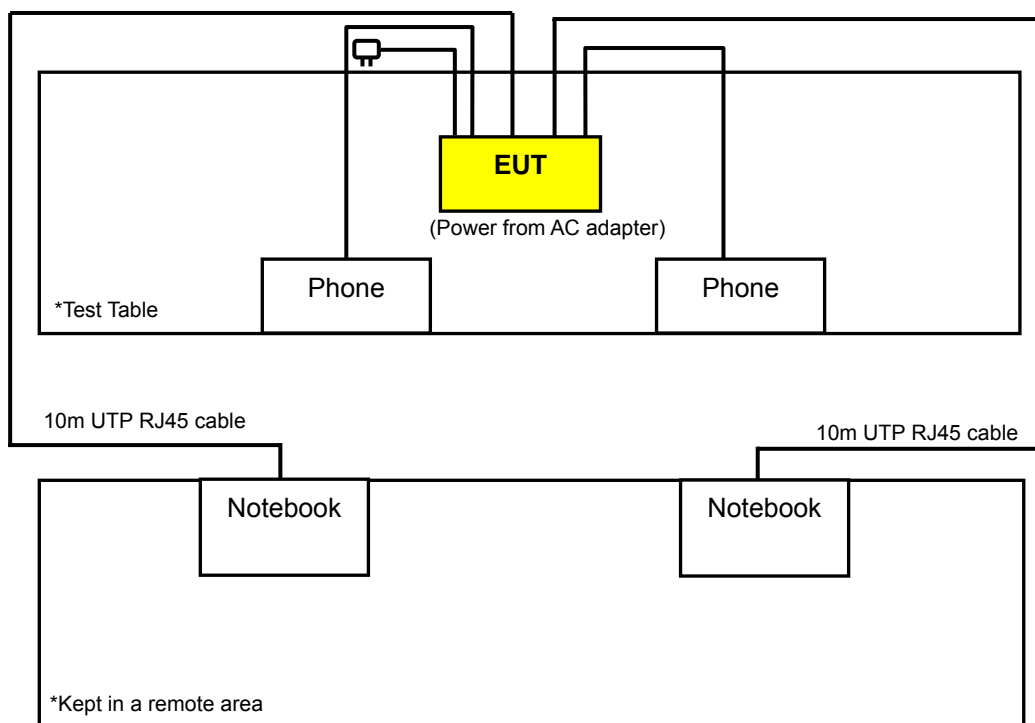 EUT
(Power from AC adapter)
Phone
Phone
*Test Table
10m UTP RJ45 cable
10m UTP RJ45 cable
Notebook
Notebook
*Kept in a remote area